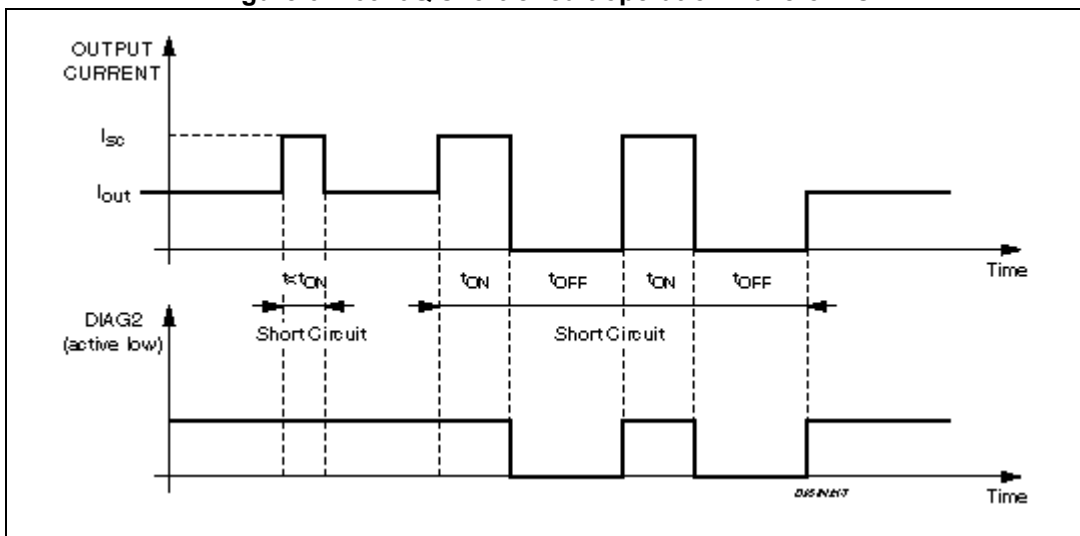 OUTPUT
CURRENT
Isc
Iout
Time
t<tON
tON
tOFF
tON
tOFF
DIAG2
(active low)
Short Circuit
Short Circuit
Time